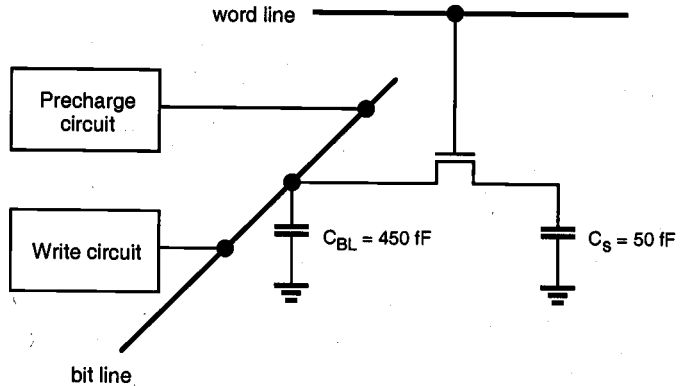 word line
Precharge
circuit
C_BL = 450 fF
C_S = 50 fF
Write circuit
bit line